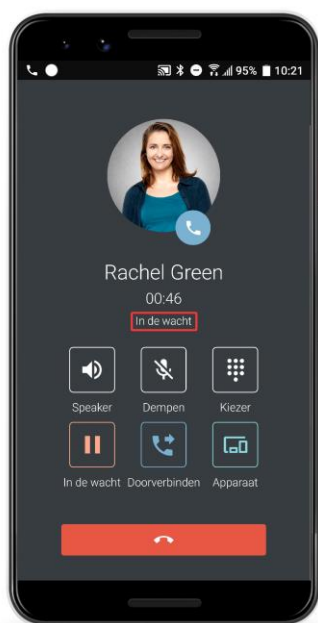 95% 10:21
Rachel Green
00:46
In de wacht
Speaker Dempen Kiezer
In de wacht Doorverbinden Apparaat